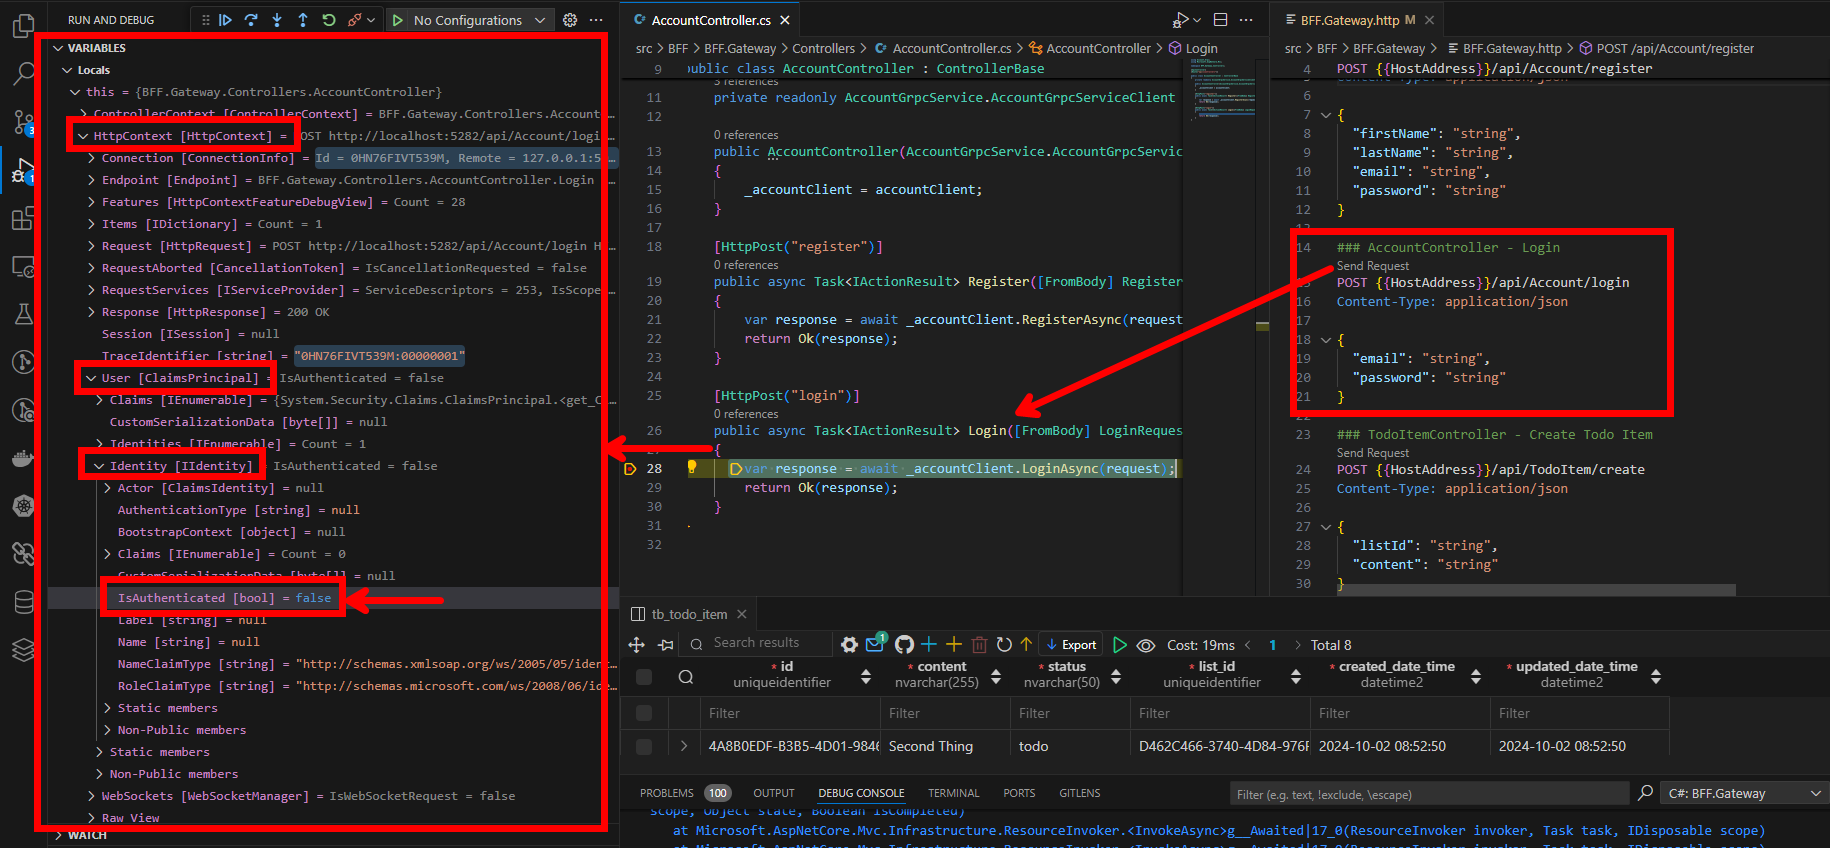 RUN AND DEBUG
No Configurations
VARIABLES
Locals
this = {BFF.Gateway.Controllers.AccountController}
ControllerContext [ControllerContext] = BFF.Gateway.Controllers.Account...
HttpContext [HttpContext] = POST http://localhost:5282/api/Account/logi...
Connection [ConnectionInfo] = Id = 0HN76FIVT539M, Remote = 127.0.0.1:5...
Endpoint [Endpoint] = BFF.Gateway.Controllers.AccountController.Login
Features [HttpContextFeatureDebugView] = Count = 28
Items [IDictionary] = Count = 1
Request [HttpRequest] = POST http://localhost:5282/api/Account/login H...
RequestAborted [CancellationToken] = IsCancellationRequested = false
RequestServices [IServiceProvider] = ServiceDescriptors = 253, IsScope...
Response [HttpResponse] = 200 OK
Session [ISession] = null
TraceIdentifier [string] = "0HN76FIVT539M:00000001"
User [ClaimsPrincipal] = IsAuthenticated = false
Claims [IEnumerable] = {System.Security.Claims.ClaimsPrincipal.<get_C...
CustomSerializationData [byte[]] = null
Identities [IEnumerable] = Count = 1
Identity [IIdentity] = IsAuthenticated = false
Actor [ClaimsIdentity] = null
AuthenticationType [string] = null
BootstrapContext [object] = null
Claims [IEnumerable] = Count = 0
CustomSerializationData [byte[]] = null
IsAuthenticated [bool] = false
Label [string] = null
Name [string] = null
NameClaimType [string] = "http://schemas.xmlsoap.org/ws/2005/05/ident...
RoleClaimType [string] = "http://schemas.microsoft.com/ws/2008/06/ide...
Static members
Non-Public members
Static members
Non-Public members
WebSockets [WebSocketManager] = IsWebSocketRequest = false
Raw View
WATCH
3
1
AccountController.cs
src > BFF > BFF.Gateway > Controllers > AccountController.cs > AccountController > Login
9 public class AccountController : ControllerBase
3 references
11 private readonly AccountGrpcService.AccountGrpcServiceClient
12
0 references
13 public AccountController(AccountGrpcService.AccountGrpcServic
14 {
15 _accountClient = accountClient;
16 }
17
18 [HttpPost("register")]
0 references
19 public async Task<IActionResult> Register([FromBody] Register
20 {
21 var response = await _accountClient.RegisterAsync(request
22 return Ok(response);
23 }
24
25 [HttpPost("login")]
0 references
26 public async Task<IActionResult> Login([FromBody] LoginReques
27 {
28 var response = await _accountClient.LoginAsync(request);
29 return Ok(response);
30 }
31
32
BFF.Gateway.http M
src > BFF > BFF.Gateway > BFF.Gateway.http > POST /api/Account/register
4 POST {{HostAddress}}/api/Account/register
Content-Type: application/json
6
7 {
8 "firstName": "string",
9 "lastName": "string",
10 "email": "string",
11 "password": "string"
12 }
13
14 ### AccountController - Login
Send Request
15 POST {{HostAddress}}/api/Account/login
16 Content-Type: application/json
17
18 {
19 "email": "string",
20 "password": "string"
21 }
22
23 ### TodoItemController - Create Todo Item
Send Request
24 POST {{HostAddress}}/api/TodoItem/create
25 Content-Type: application/json
26
27 {
28 "listId": "string",
29 "content": "string"
30 }
tb_todo_item
Search results
1
Export
Cost: 19ms < 1 > Total 8
* id * content * status * list_id * created_date_time * updated_date_time
uniqueidentifier nvarchar(255) nvarchar(50) uniqueidentifier datetime2 datetime2
Filter Filter Filter Filter Filter Filter
4A8B0EDF-B3B5-4D01-9846 Second Thing todo D462C466-3740-4D84-976F 2024-10-02 08:52:50 2024-10-02 08:52:50
PROBLEMS 100 OUTPUT DEBUG CONSOLE TERMINAL PORTS GITLENS
Filter (e.g. text, !exclude, \escape)
C#: BFF.Gateway
scope, Object state, Boolean isCompleted)
at Microsoft.AspNetCore.Mvc.Infrastructure.ResourceInvoker.<InvokeAsync>g__Awaited|17_0(ResourceInvoker invoker, Task task, IDisposable scope)